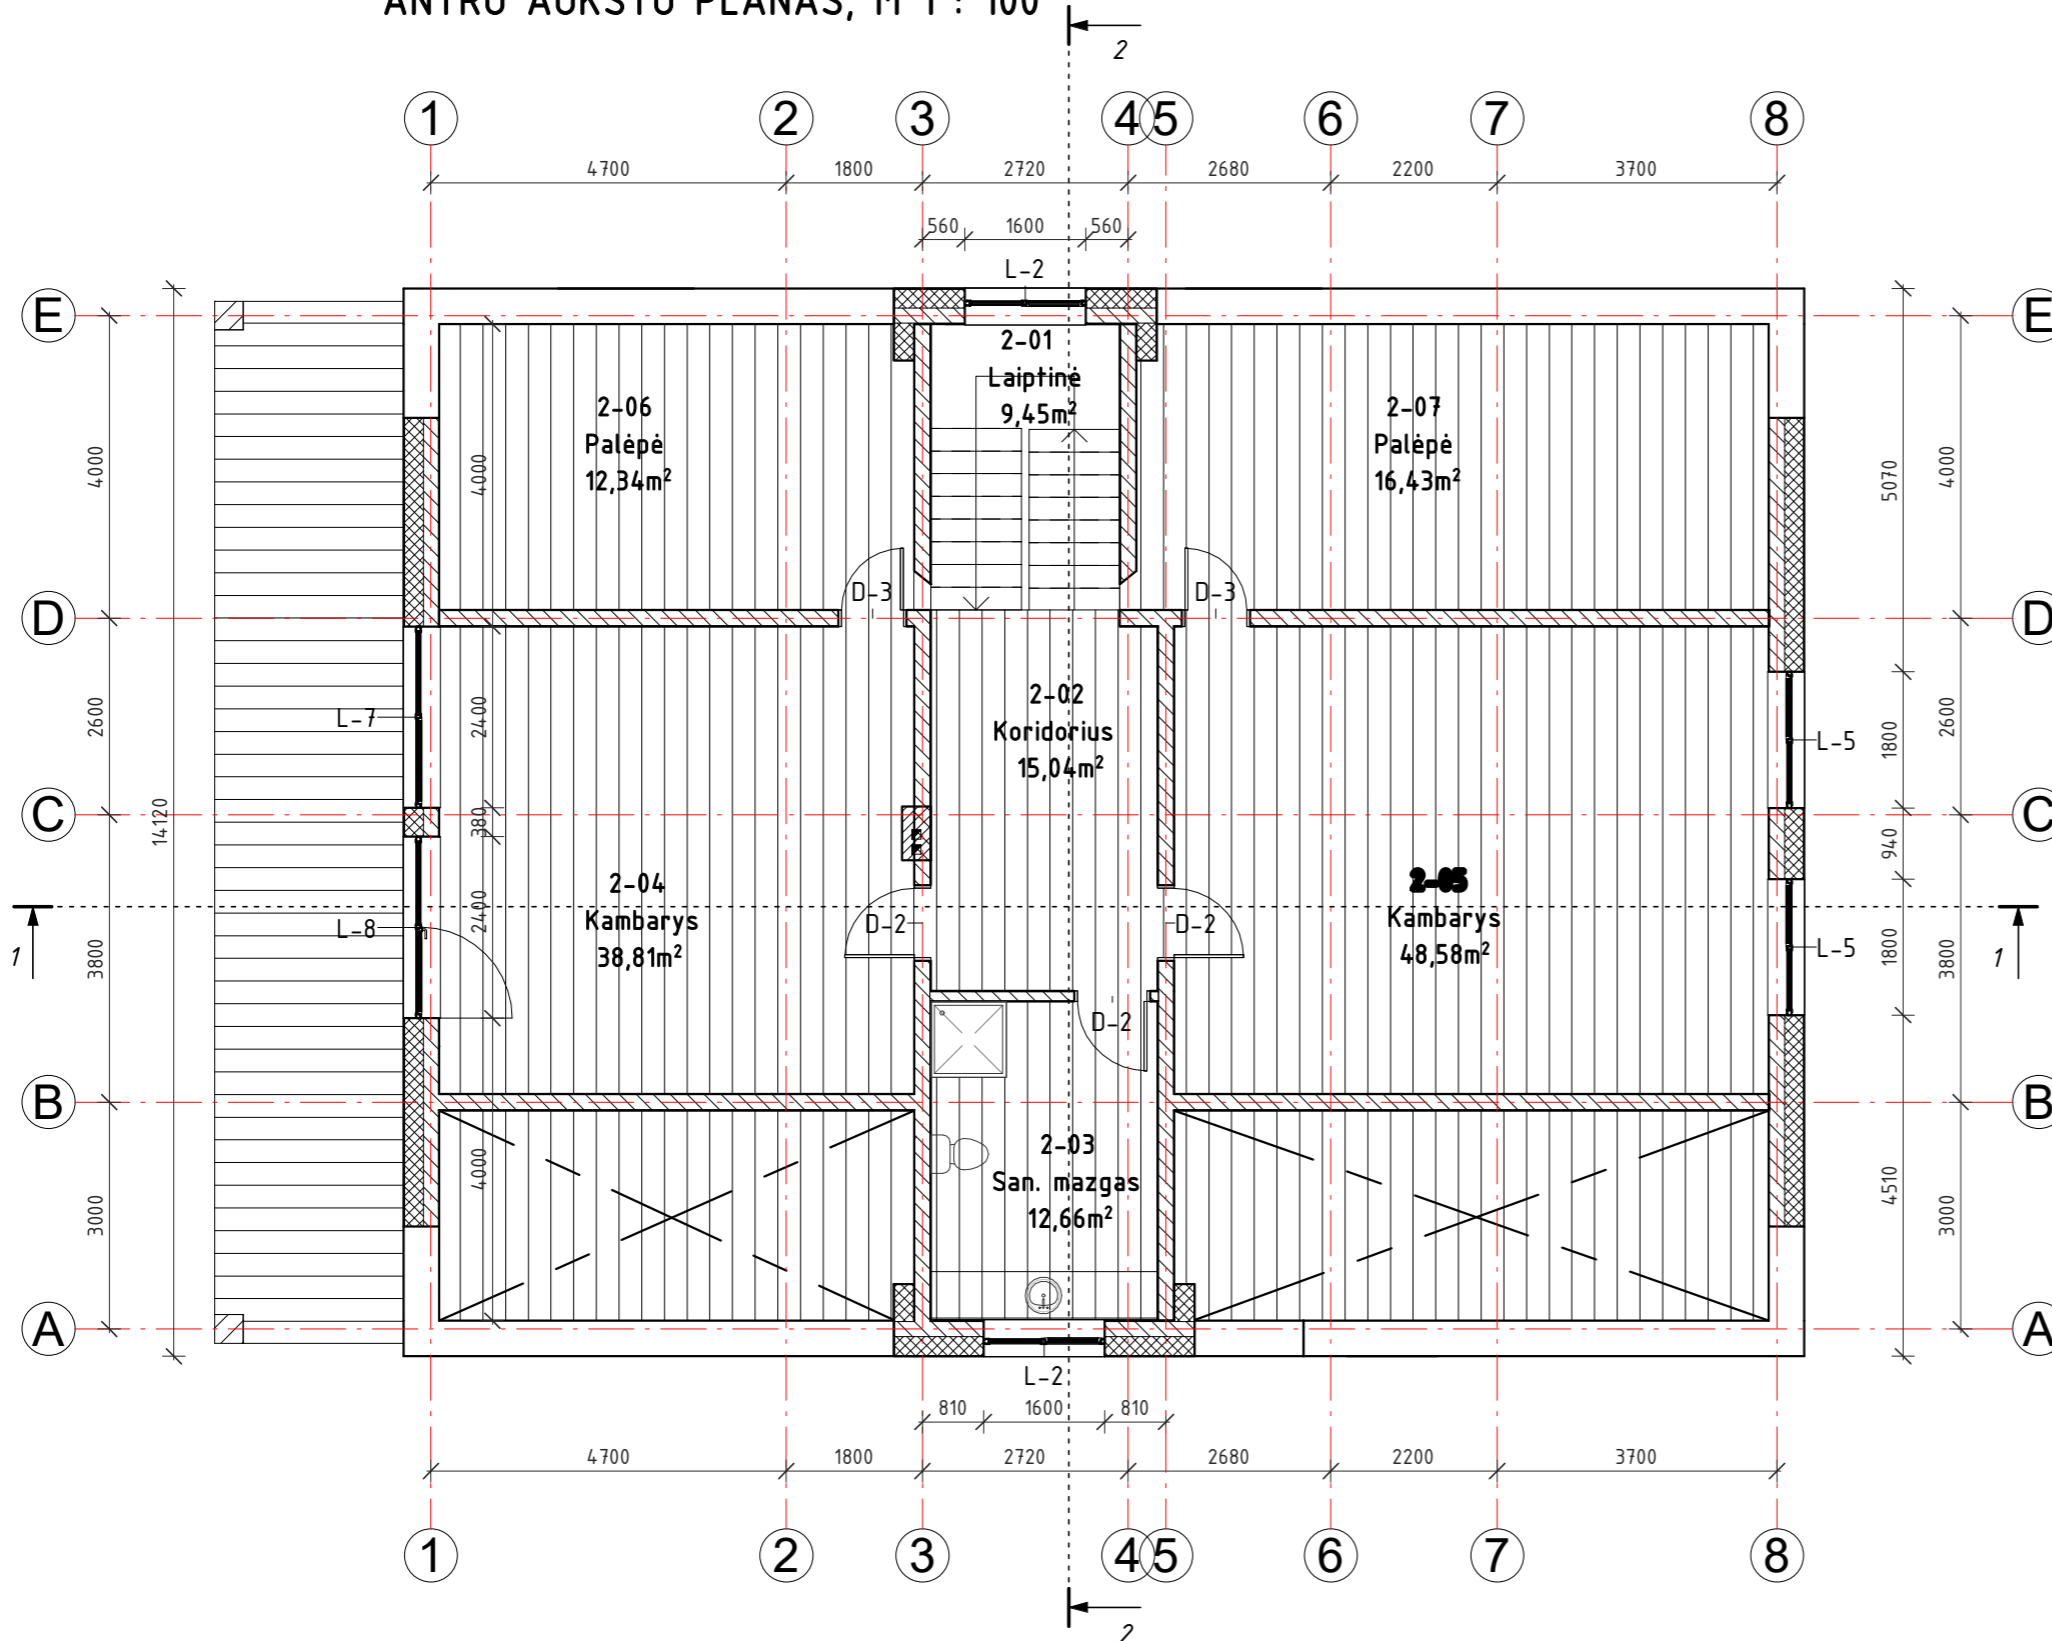 ANTRO AUKŠTO PLANAS, M 1 : 100
2
1 2 3 4 5 6 7 8
4700 1800 2720 2680 2200 3700
560 1600 560
L-2
E E
2-01
Laiptinė
9,45m²
2-06
Palėpė
12,34m²
2-07
Palėpė
16,43m²
4000 4000 5070 4000
D-3 D-3
D D
2-02
Koridorius
15,04m²
L-7
2600 2400 1800 2600
L-5
14120
C C
380 940
2-04
Kambarys
38,81m²
2-05
Kambarys
48,58m²
1 1
L-8
D-2 D-2
L-5
3800 2400 1800 3800
D-2
B B
2-03
San. mazgas
12,66m²
3000 4000 4510 3000
A A
L-2
810 1600 810
4700 1800 2720 2680 2200 3700
1 2 3 4 5 6 7 8
2